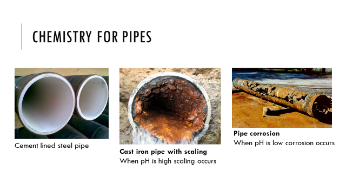 CHEMISTRY FOR PIPES
Cement lined steel pipe
Cast iron pipe with scaling
When pH is high scaling occurs
Pipe corrosion
When pH is low corrosion occurs